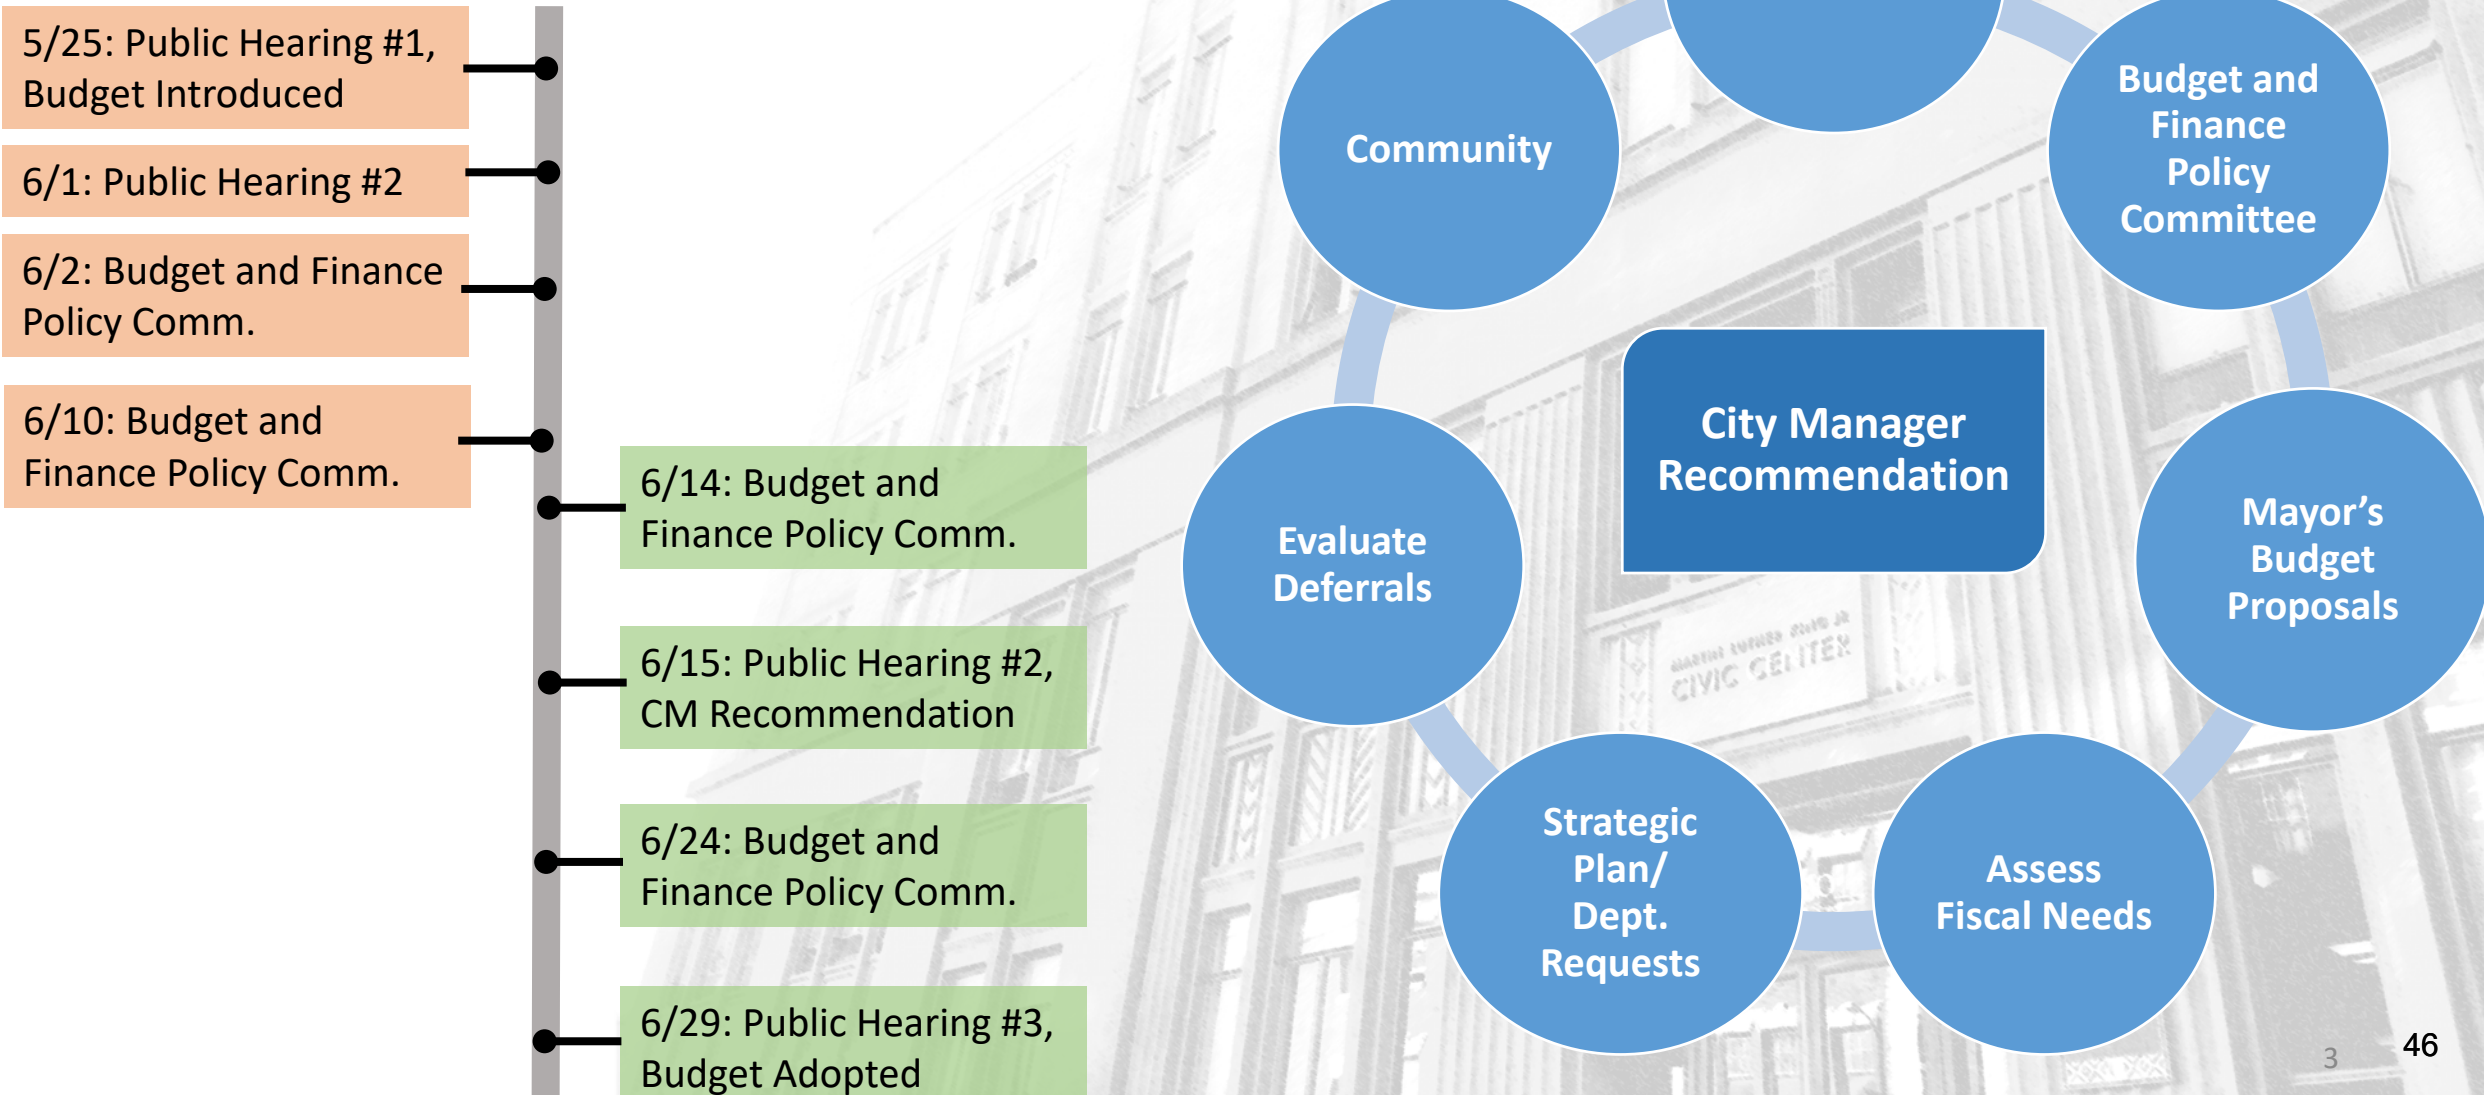 5/25: Public Hearing #1,
Budget Introduced
6/1: Public Hearing #2
6/2: Budget and Finance
Policy Comm.
6/10: Budget and
Finance Policy Comm.
6/14: Budget and
Finance Policy Comm.
6/15: Public Hearing #2,
CM Recommendation
6/24: Budget and
Finance Policy Comm.
6/29: Public Hearing #3,
Budget Adopted
Community
Budget and
Finance
Policy
Committee
City Manager
Recommendation
Evaluate
Deferrals
Mayor’s
Budget
Proposals
Strategic
Plan/
Dept.
Requests
Assess
Fiscal Needs
MARTIN LUTHER KING JR
CIVIC CENTER
3
46